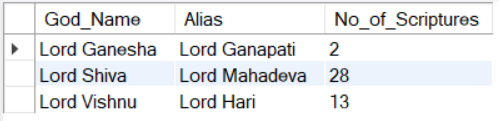 God_Name Alias No_of_Scriptures
Lord Ganesha Lord Ganapati 2
Lord Shiva Lord Mahadeva 28
Lord Vishnu Lord Hari 13